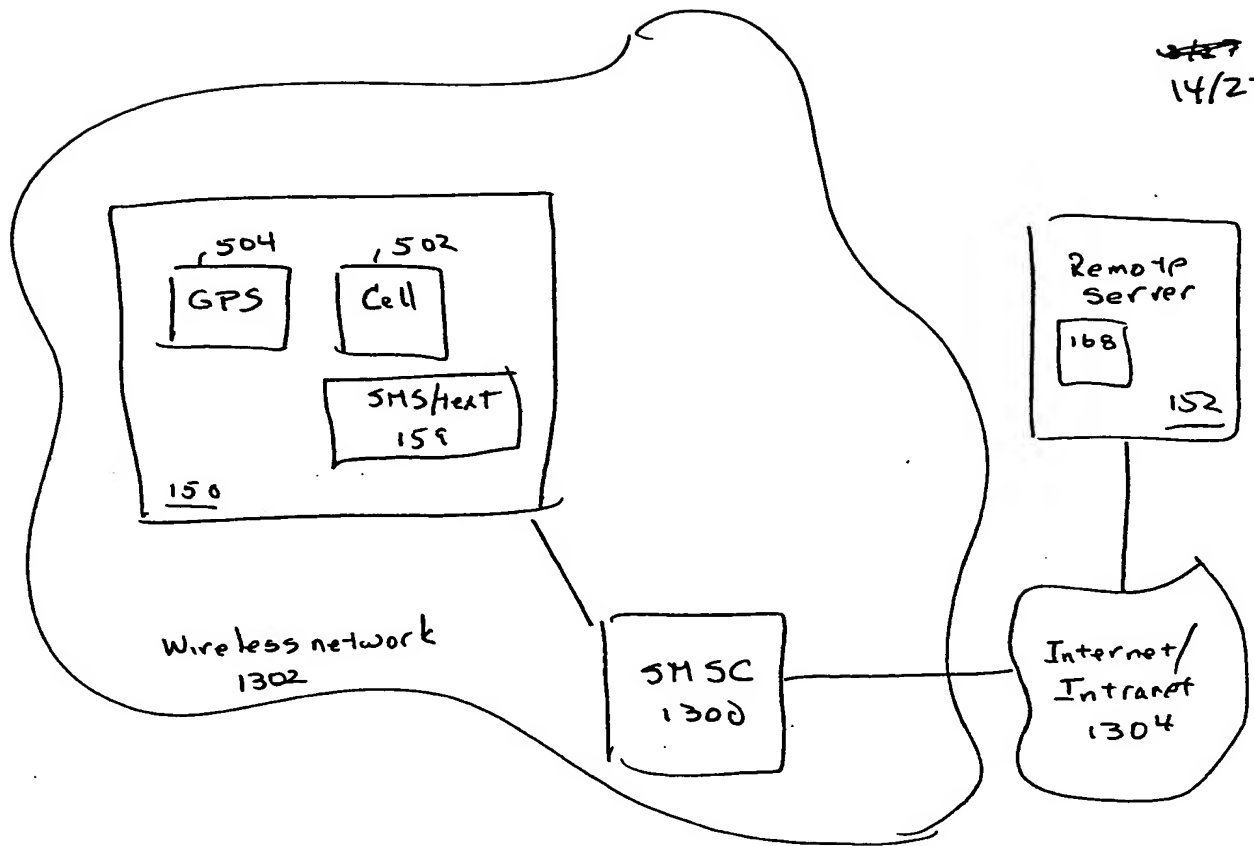 14/2
504
502
GPS
Cell
SMS/text
159
150
Wireless network
1302
SMSC
1300
Remote
Server
168
152
Internet/
Intranet
1304